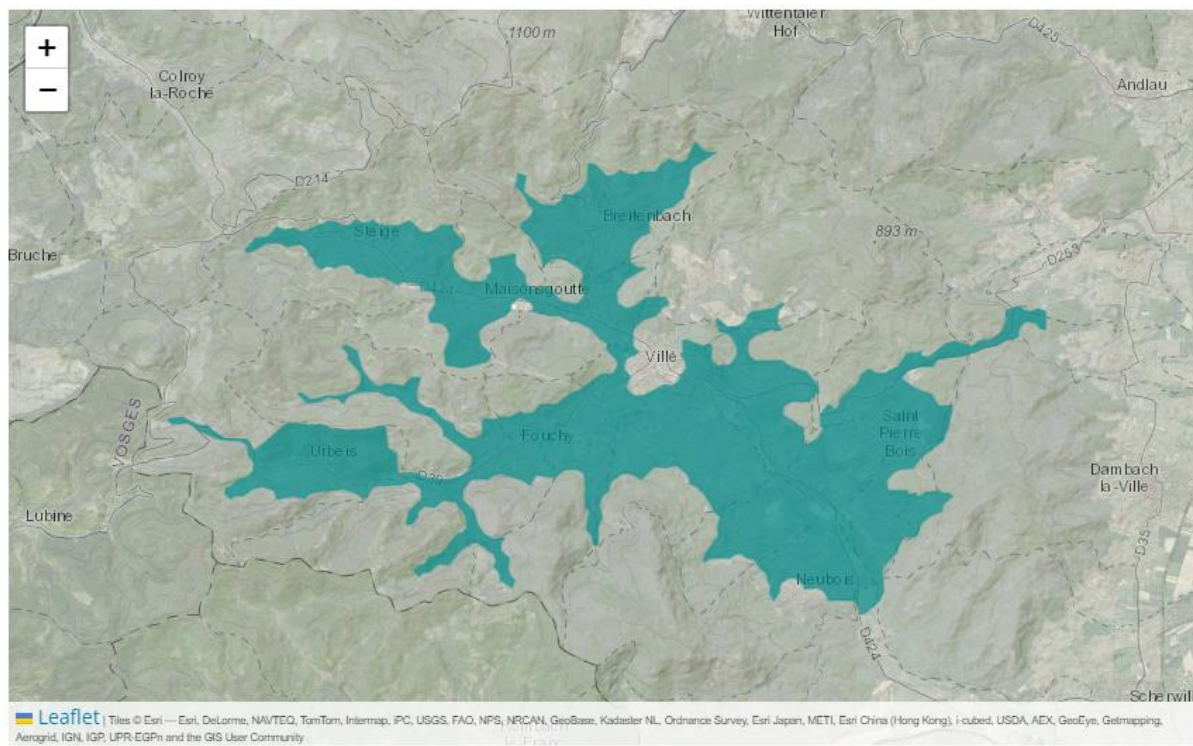 Wittentaler
Hof
+
−
1100 m
D425
Colroy
la-Roche
Andlau
D214
Breitenbach
Steige
893 m
Bruche
D253
Maisonsgoutte
D424
Villé
VOSGES
Fouchy
Saint
Pierre
Bois
Urbeis
D39
Dambach
la-Ville
Lubine
D35
Neubois
D424
Scherwil
Leaflet | Tiles © Esri — Esri, DeLorme, NAVTEQ, TomTom, Intermap, iPC, USGS, FAO, NPS, NRCAN, GeoBase, Kadaster NL, Ordnance Survey, Esri Japan, METI, Esri China (Hong Kong), i-cubed, USDA, AEX, GeoEye, Getmapping,
Aerogrid, IGN, IGP, UPR-EGPn and the GIS User Community